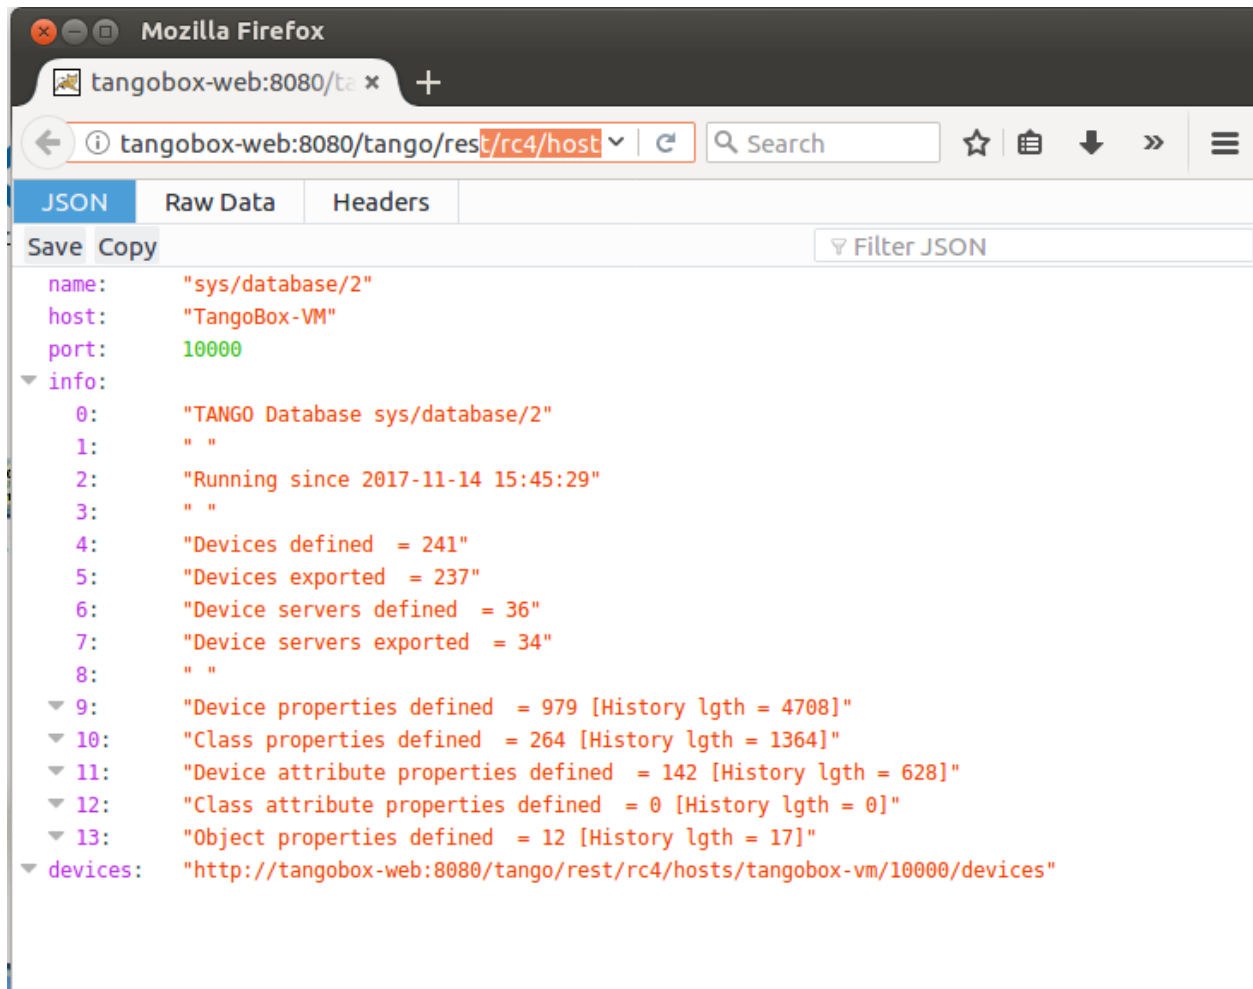 Mozilla Firefox
tangobox-web:8080/ta
tangobox-web:8080/tango/rest/rc4/host Search
JSON Raw Data Headers
Save Copy Filter JSON
name: "sys/database/2"
host: "TangoBox-VM"
port: 10000
info:
0: "TANGO Database sys/database/2"
1: " "
2: "Running since 2017-11-14 15:45:29"
3: " "
4: "Devices defined  = 241"
5: "Devices exported  = 237"
6: "Device servers defined  = 36"
7: "Device servers exported  = 34"
8: " "
9: "Device properties defined  = 979 [History lgth = 4708]"
10: "Class properties defined  = 264 [History lgth = 1364]"
11: "Device attribute properties defined  = 142 [History lgth = 628]"
12: "Class attribute properties defined  = 0 [History lgth = 0]"
13: "Object properties defined  = 12 [History lgth = 17]"
devices: "http://tangobox-web:8080/tango/rest/rc4/hosts/tangobox-vm/10000/devices"